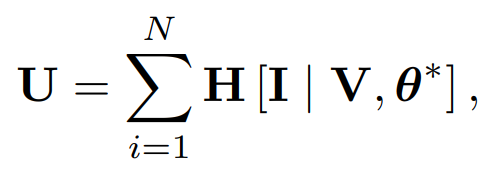 U = ∑_{i=1}^{N} H [I | V, θ*] ,